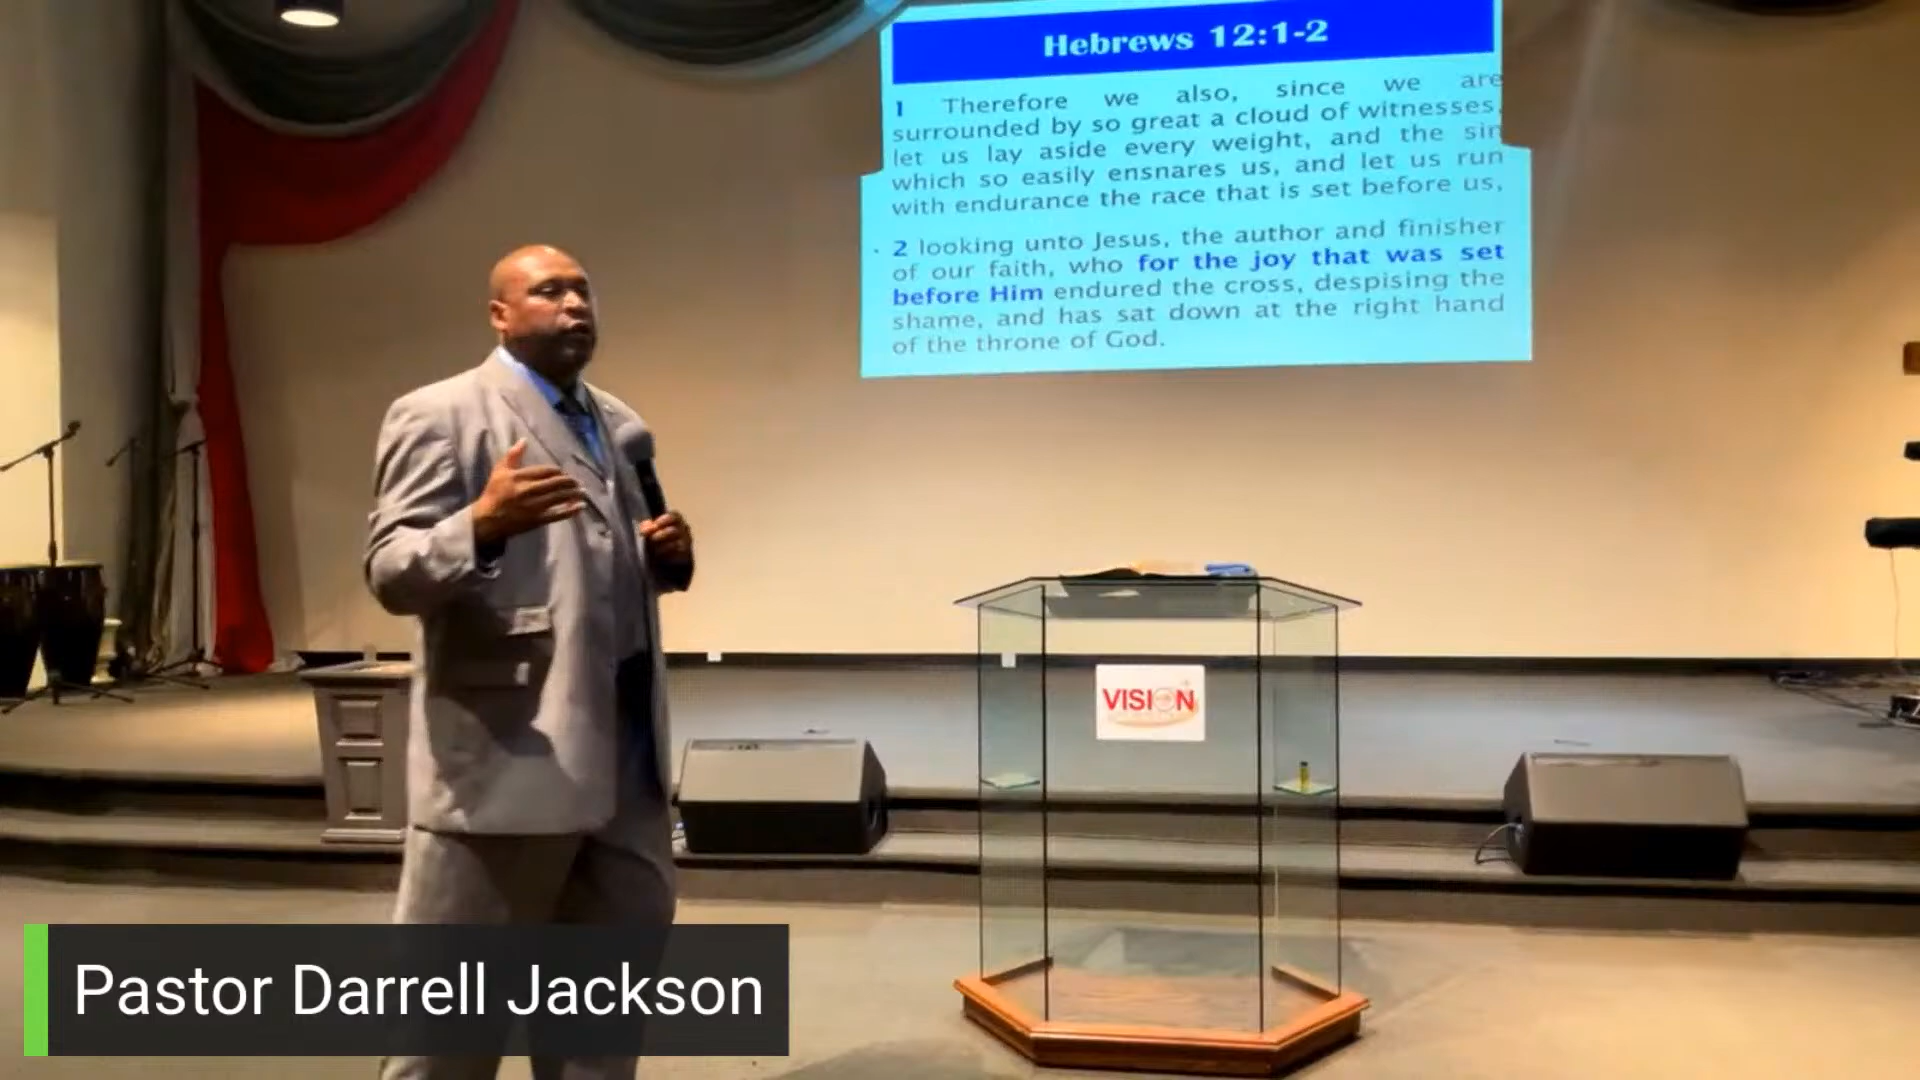 Hebrews 12:1-2
1 Therefore we also, since we are
surrounded by so great a cloud of witnesses,
let us lay aside every weight, and the sin
which so easily ensnares us, and let us run
with endurance the race that is set before us,
· 2 looking unto Jesus, the author and finisher
of our faith, who for the joy that was set
before Him endured the cross, despising the
shame, and has sat down at the right hand
of the throne of God.
VISION
Pastor Darrell Jackson